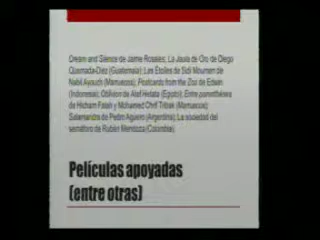 Dream and Silence de Jaime Rosales; La Jaula de Oro de Diego
Quemada-Díez (Guatemala); Les Étoiles de Sidi Moumen de
Nabil Ayouch (Marruecos); Postcards from the Zoo de Edwin
(Indonesia); Oblivion de Atef Hetata (Egipto); Entre parenthèses
de Hicham Falah y Mohamed Chrif Tribak (Marruecos);
Salamandra de Pablo Agüero (Argentina); La sociedad del
semáforo de Rubén Mendoza (Colombia).
Películas apoyadas
(entre otras)